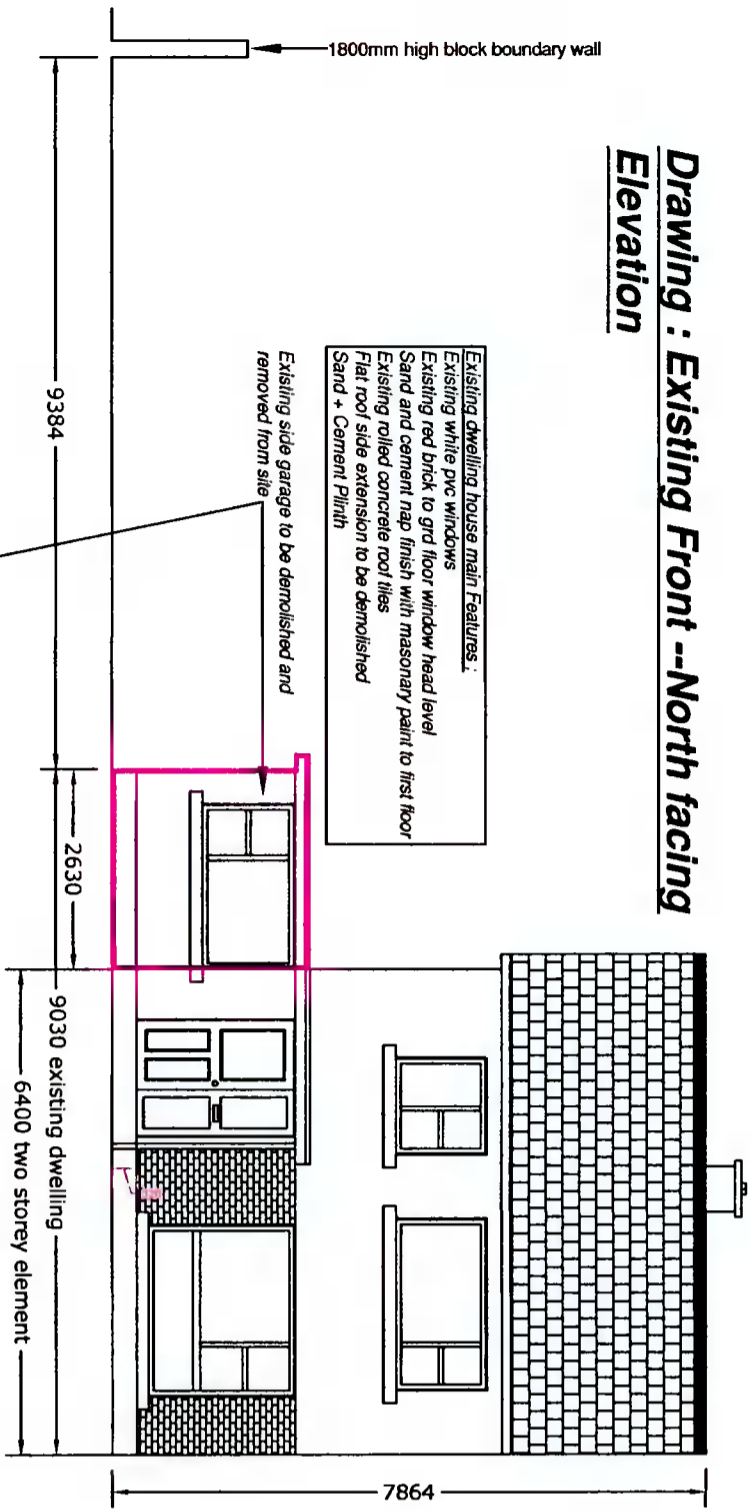 Drawing : Existing Front --North facing
Elevation
1800mm high block boundary wall
Existing dwelling house main Features :
Existing white pvc windows
Existing red brick to grd floor window head level
Sand and cement nap finish with masonary paint to first floor
Existing rolled concrete roof tiles
Flat roof side extension to be demolished
Sand + Cement Plinth
Existing side garage to be demolished and
removed from site
9384
2630
9030 existing dwelling
6400 two storey element
7864